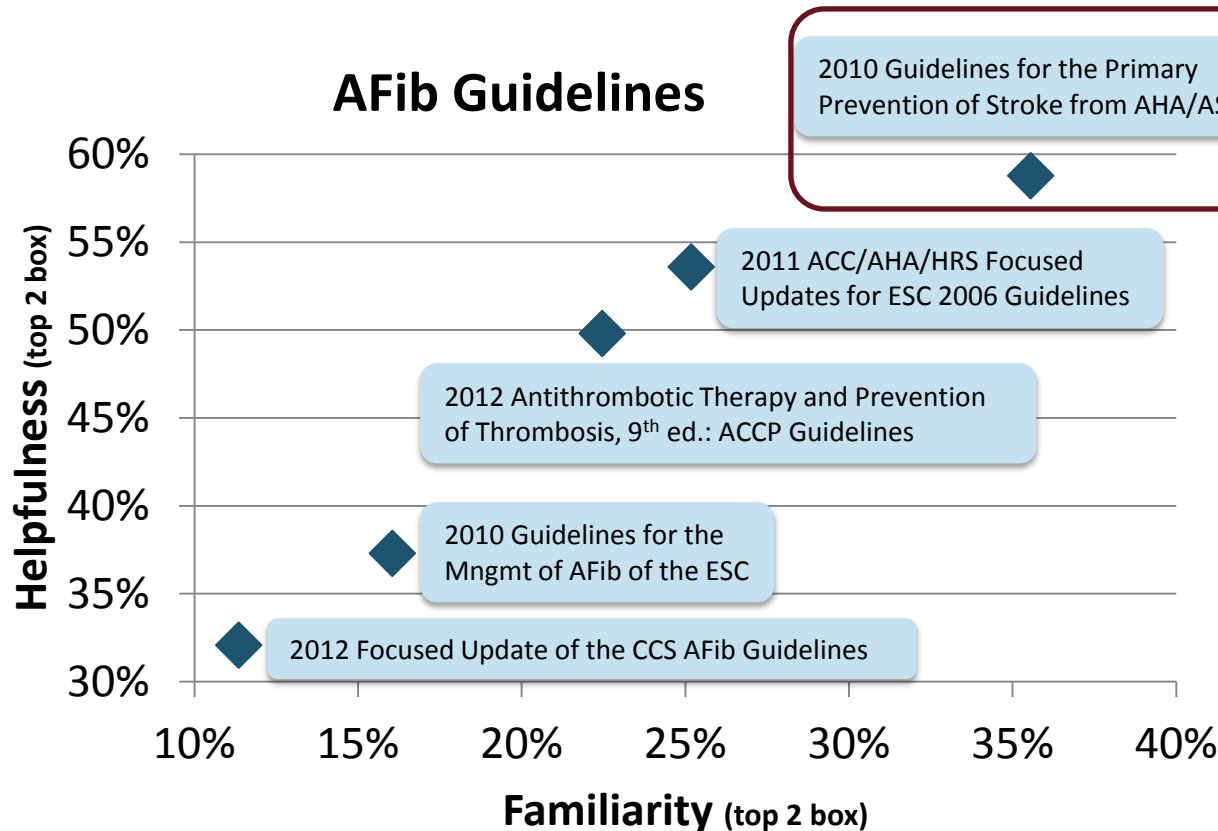 AFib Guidelines
2010 Guidelines for the Primary
Prevention of Stroke from AHA/AS
60%
55%
50%
45%
40%
35%
30%
Helpfulness (top 2 box)
2011 ACC/AHA/HRS Focused
Updates for ESC 2006 Guidelines
2012 Antithrombotic Therapy and Prevention
of Thrombosis, 9th ed.: ACCP Guidelines
2010 Guidelines for the
Mngmt of AFib of the ESC
2012 Focused Update of the CCS AFib Guidelines
10% 15% 20% 25% 30% 35% 40%
Familiarity (top 2 box)